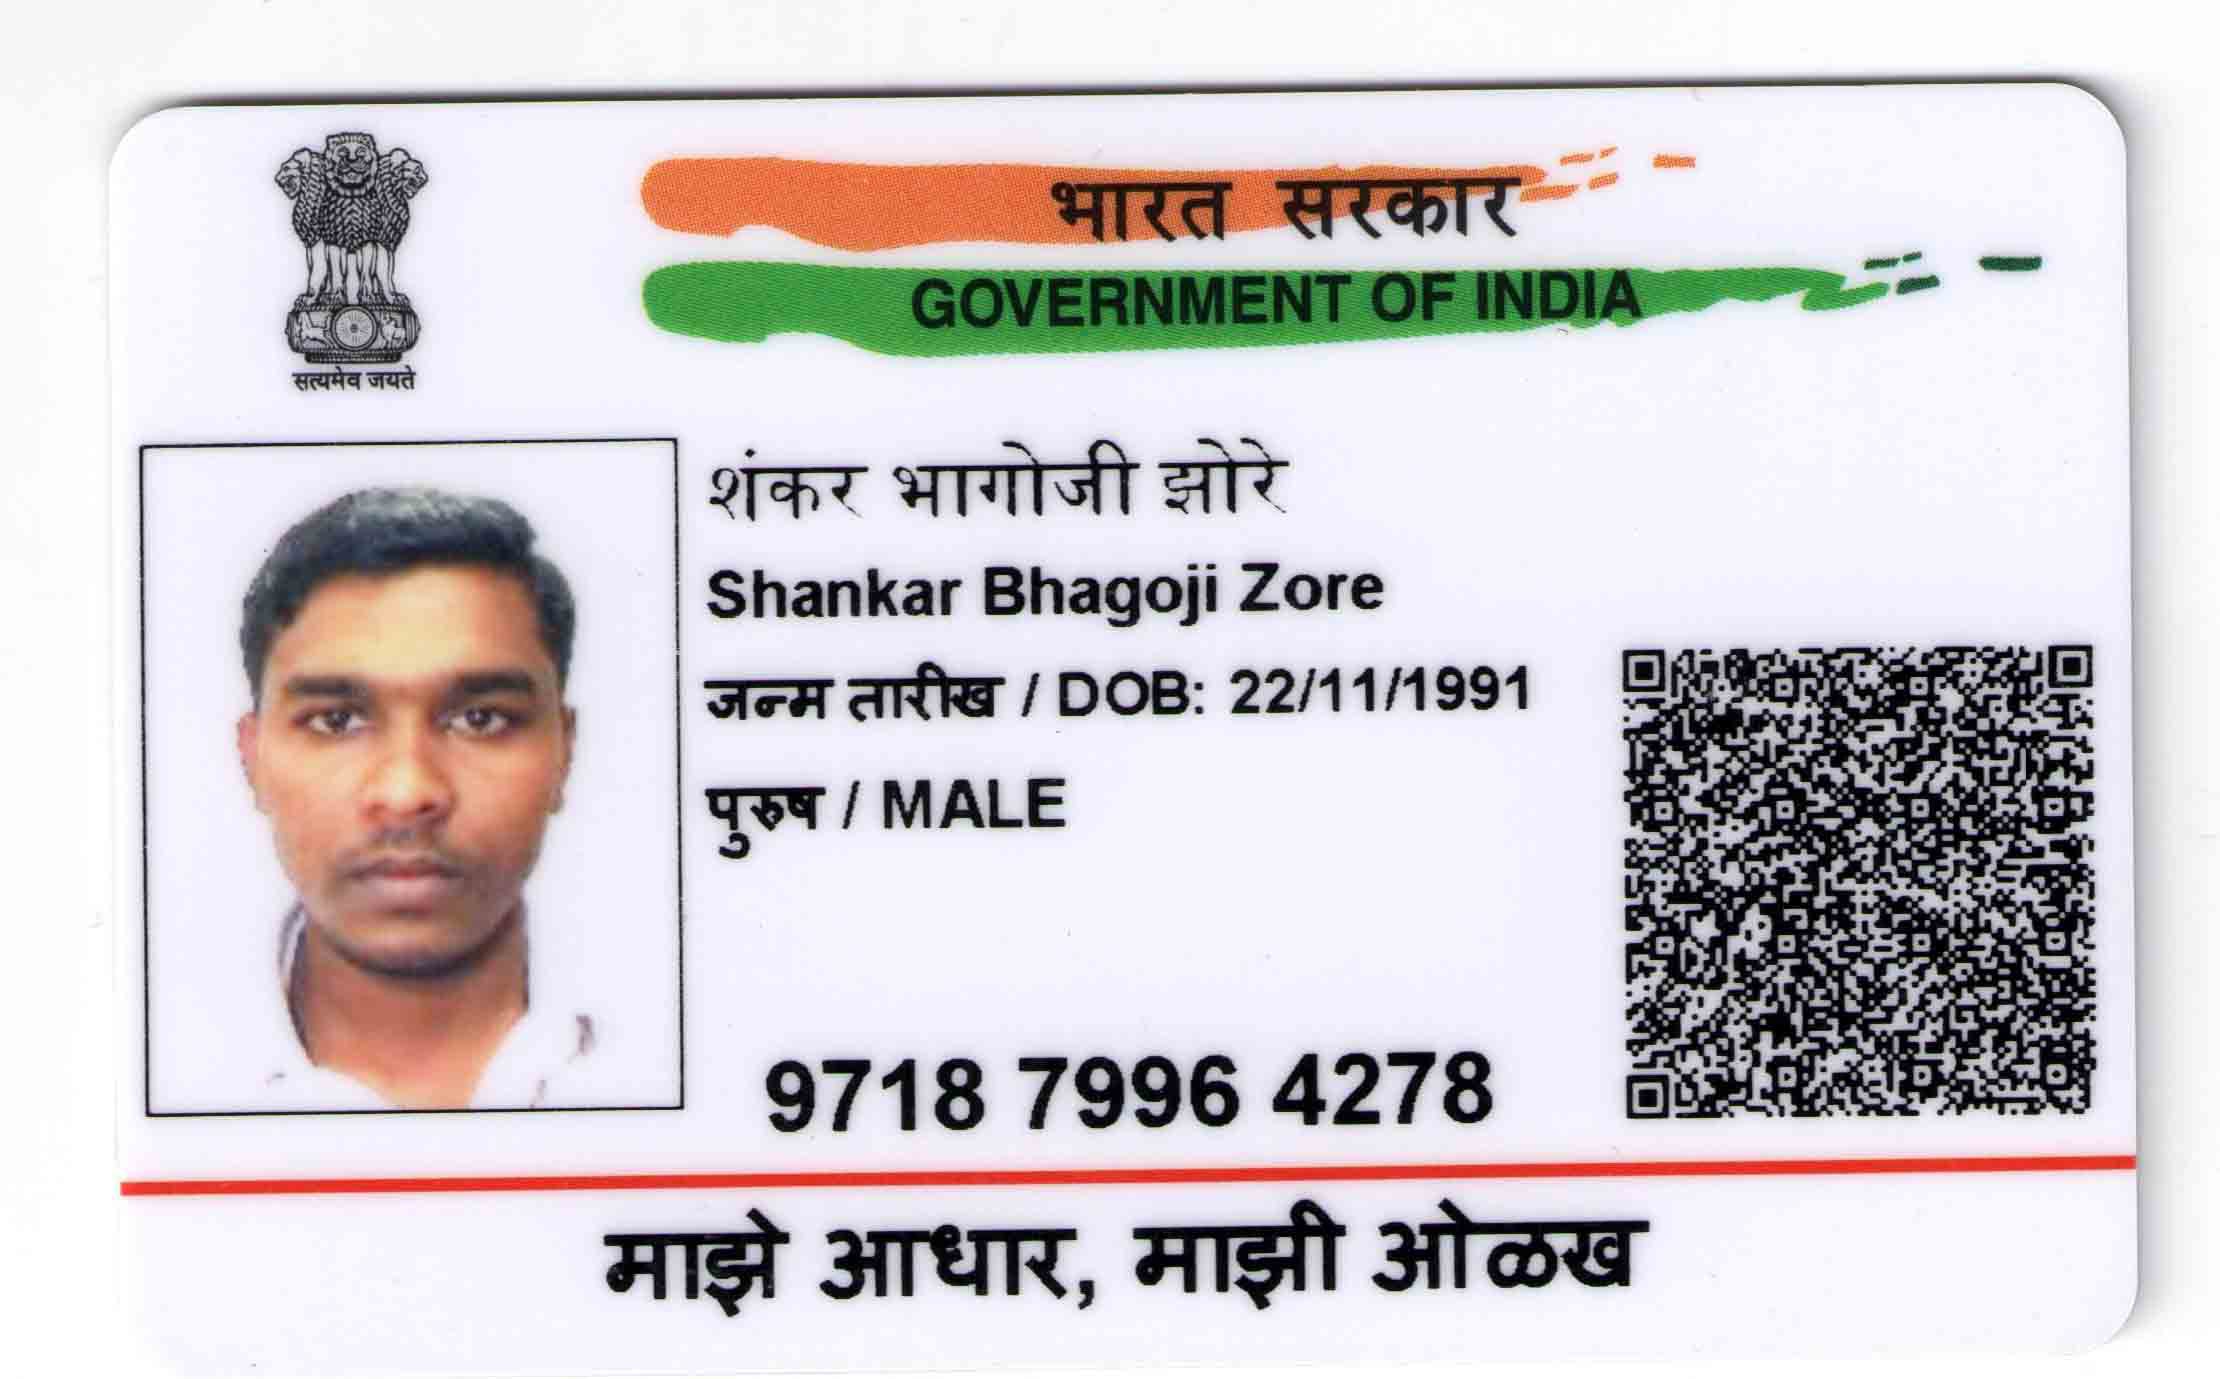 भारत सरकार
GOVERNMENT OF INDIA
सत्यमेव जयते
शंकर भागोजी झोरे
Shankar Bhagoji Zore
जन्म तारीख / DOB: 22/11/1991
पुरुष / MALE
9718 7996 4278
माझे आधार, माझी ओळख